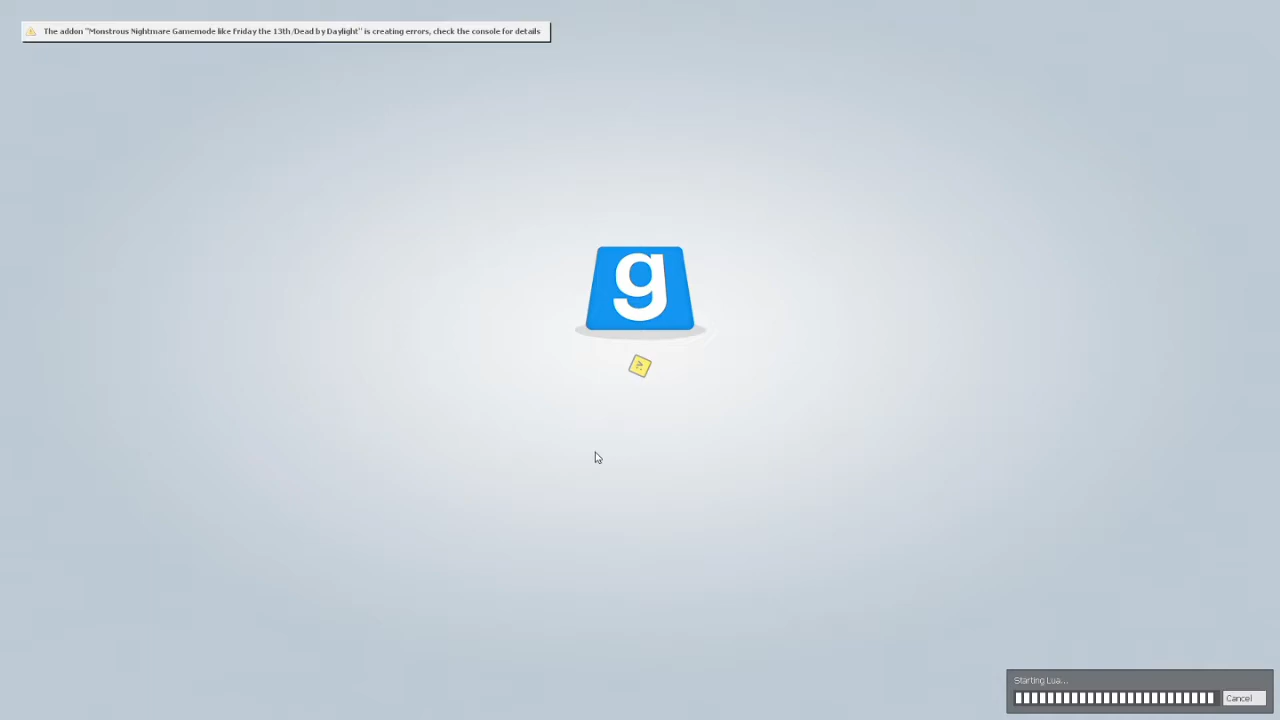 The addon "Monstrous Nightmare Gamemode like Friday the 13th/Dead by Daylight" is creating errors, check the console for details
g
Starting Lua...
Cancel